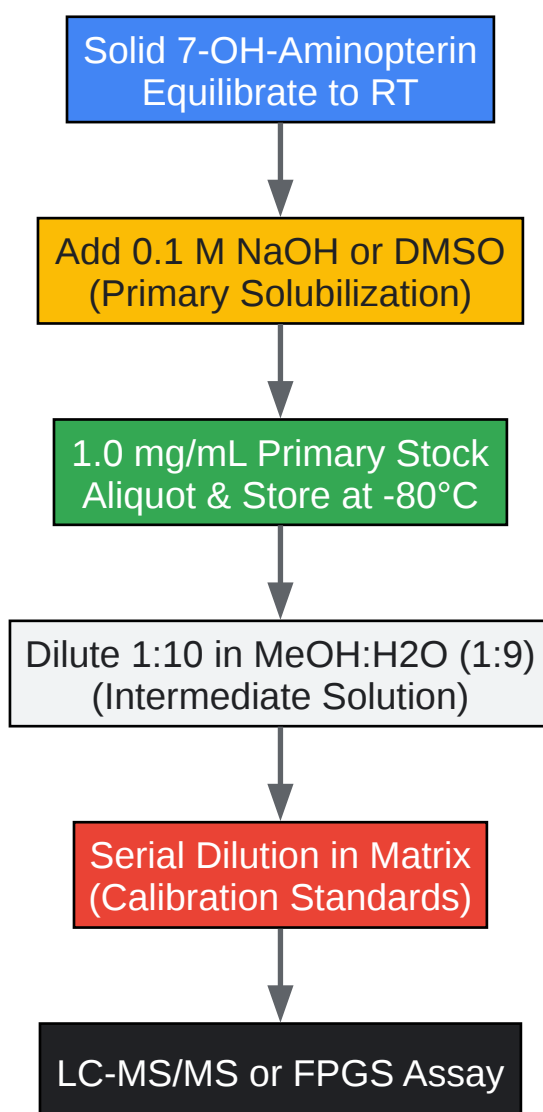 Solid 7-OH-Aminopterin
Equilibrate to RT
Add 0.1 M NaOH or DMSO
(Primary Solubilization)
1.0 mg/mL Primary Stock
Aliquot & Store at -80°C
Dilute 1:10 in MeOH:H2O (1:9)
(Intermediate Solution)
Serial Dilution in Matrix
(Calibration Standards)
LC-MS/MS or FPGS Assay